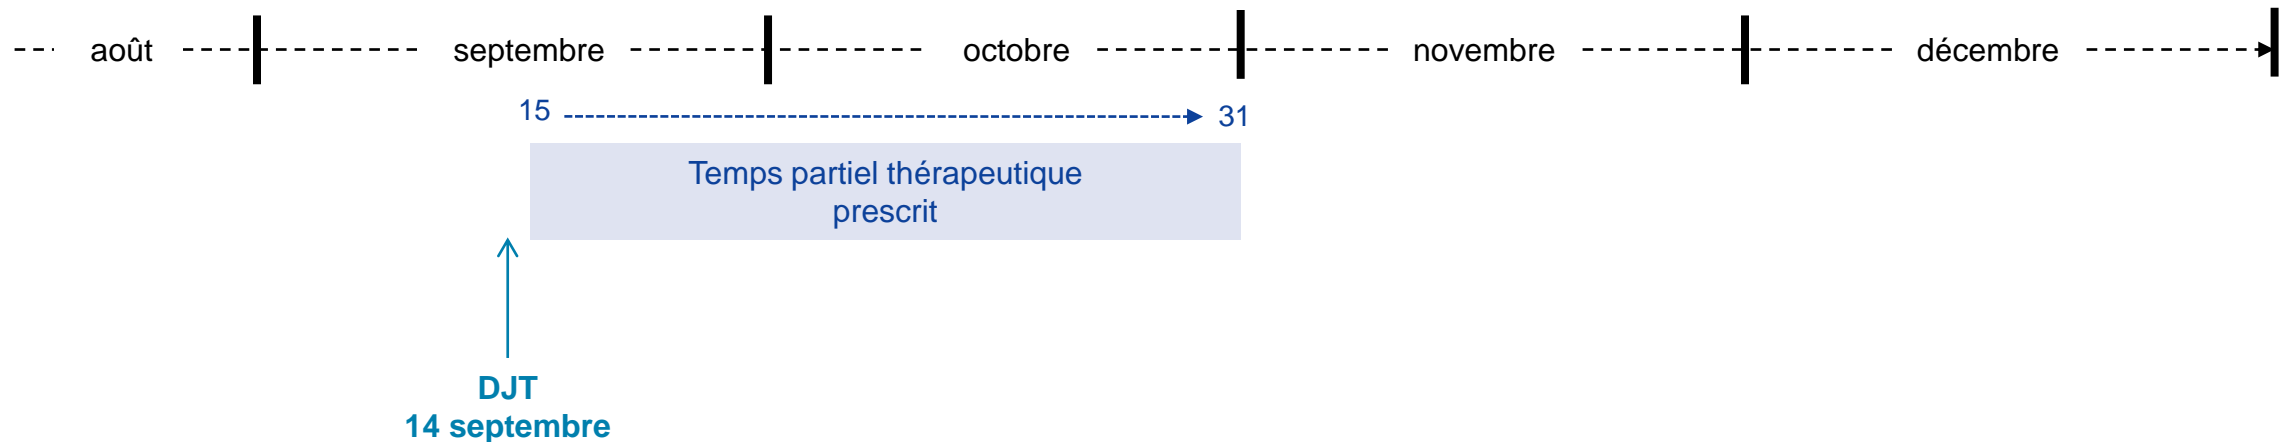 août septembre octobre novembre décembre
15 31
Temps partiel thérapeutique
prescrit
DJT
14 septembre